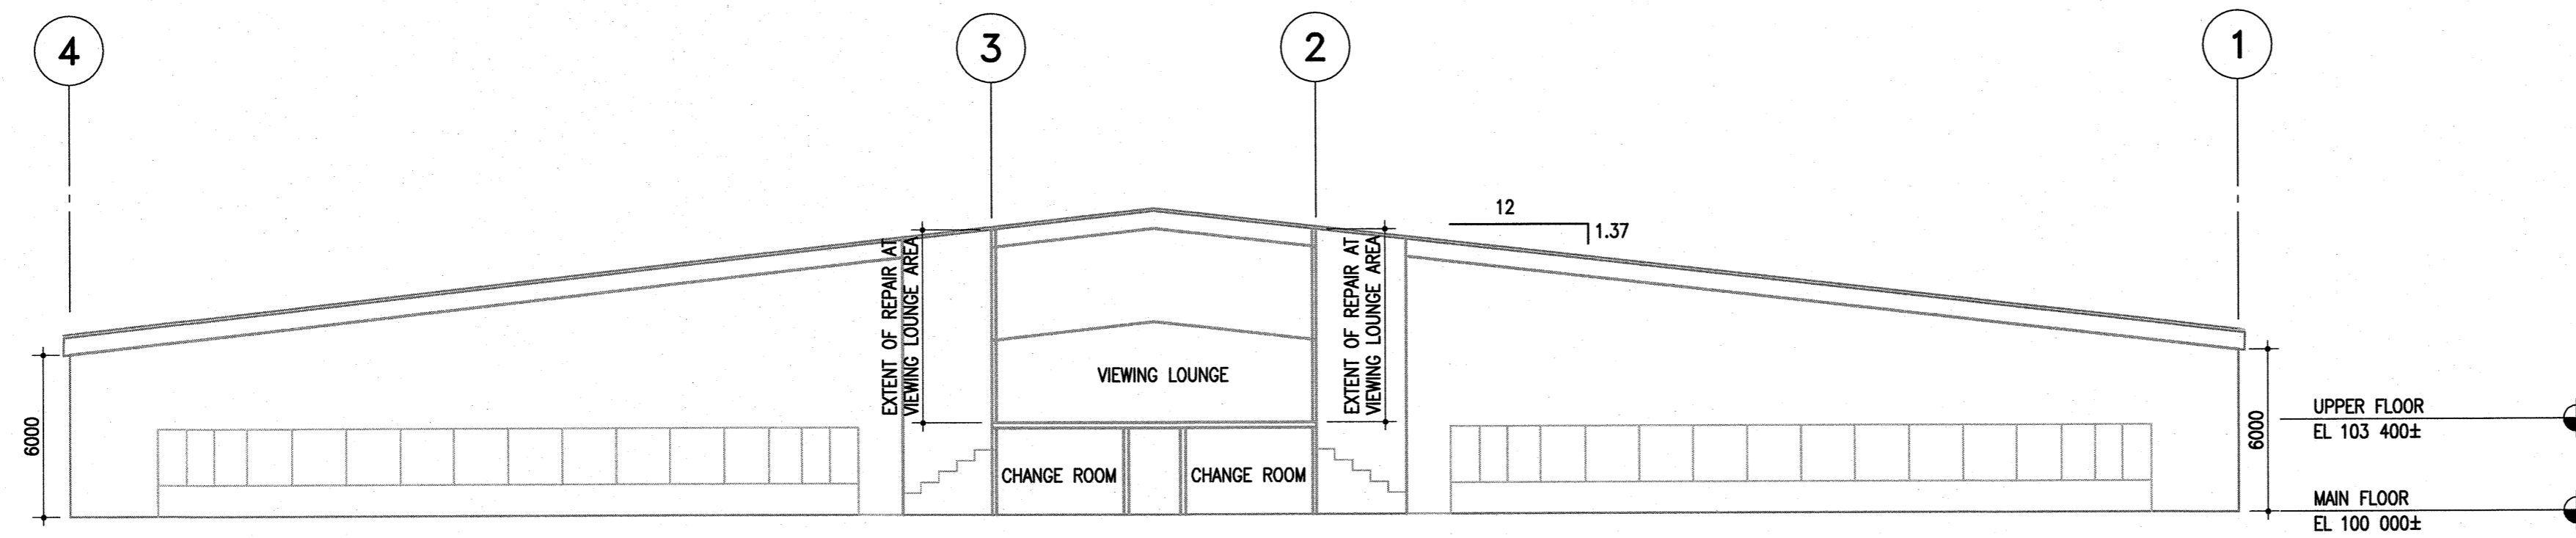 4
3
2
1
12
1.37
EXTENT OF REPAIR AT
VIEWING LOUNGE AREA
EXTENT OF REPAIR AT
VIEWING LOUNGE AREA
VIEWING LOUNGE
6000
6000
UPPER FLOOR
EL 103 400±
CHANGE ROOM
CHANGE ROOM
MAIN FLOOR
EL 100 000±